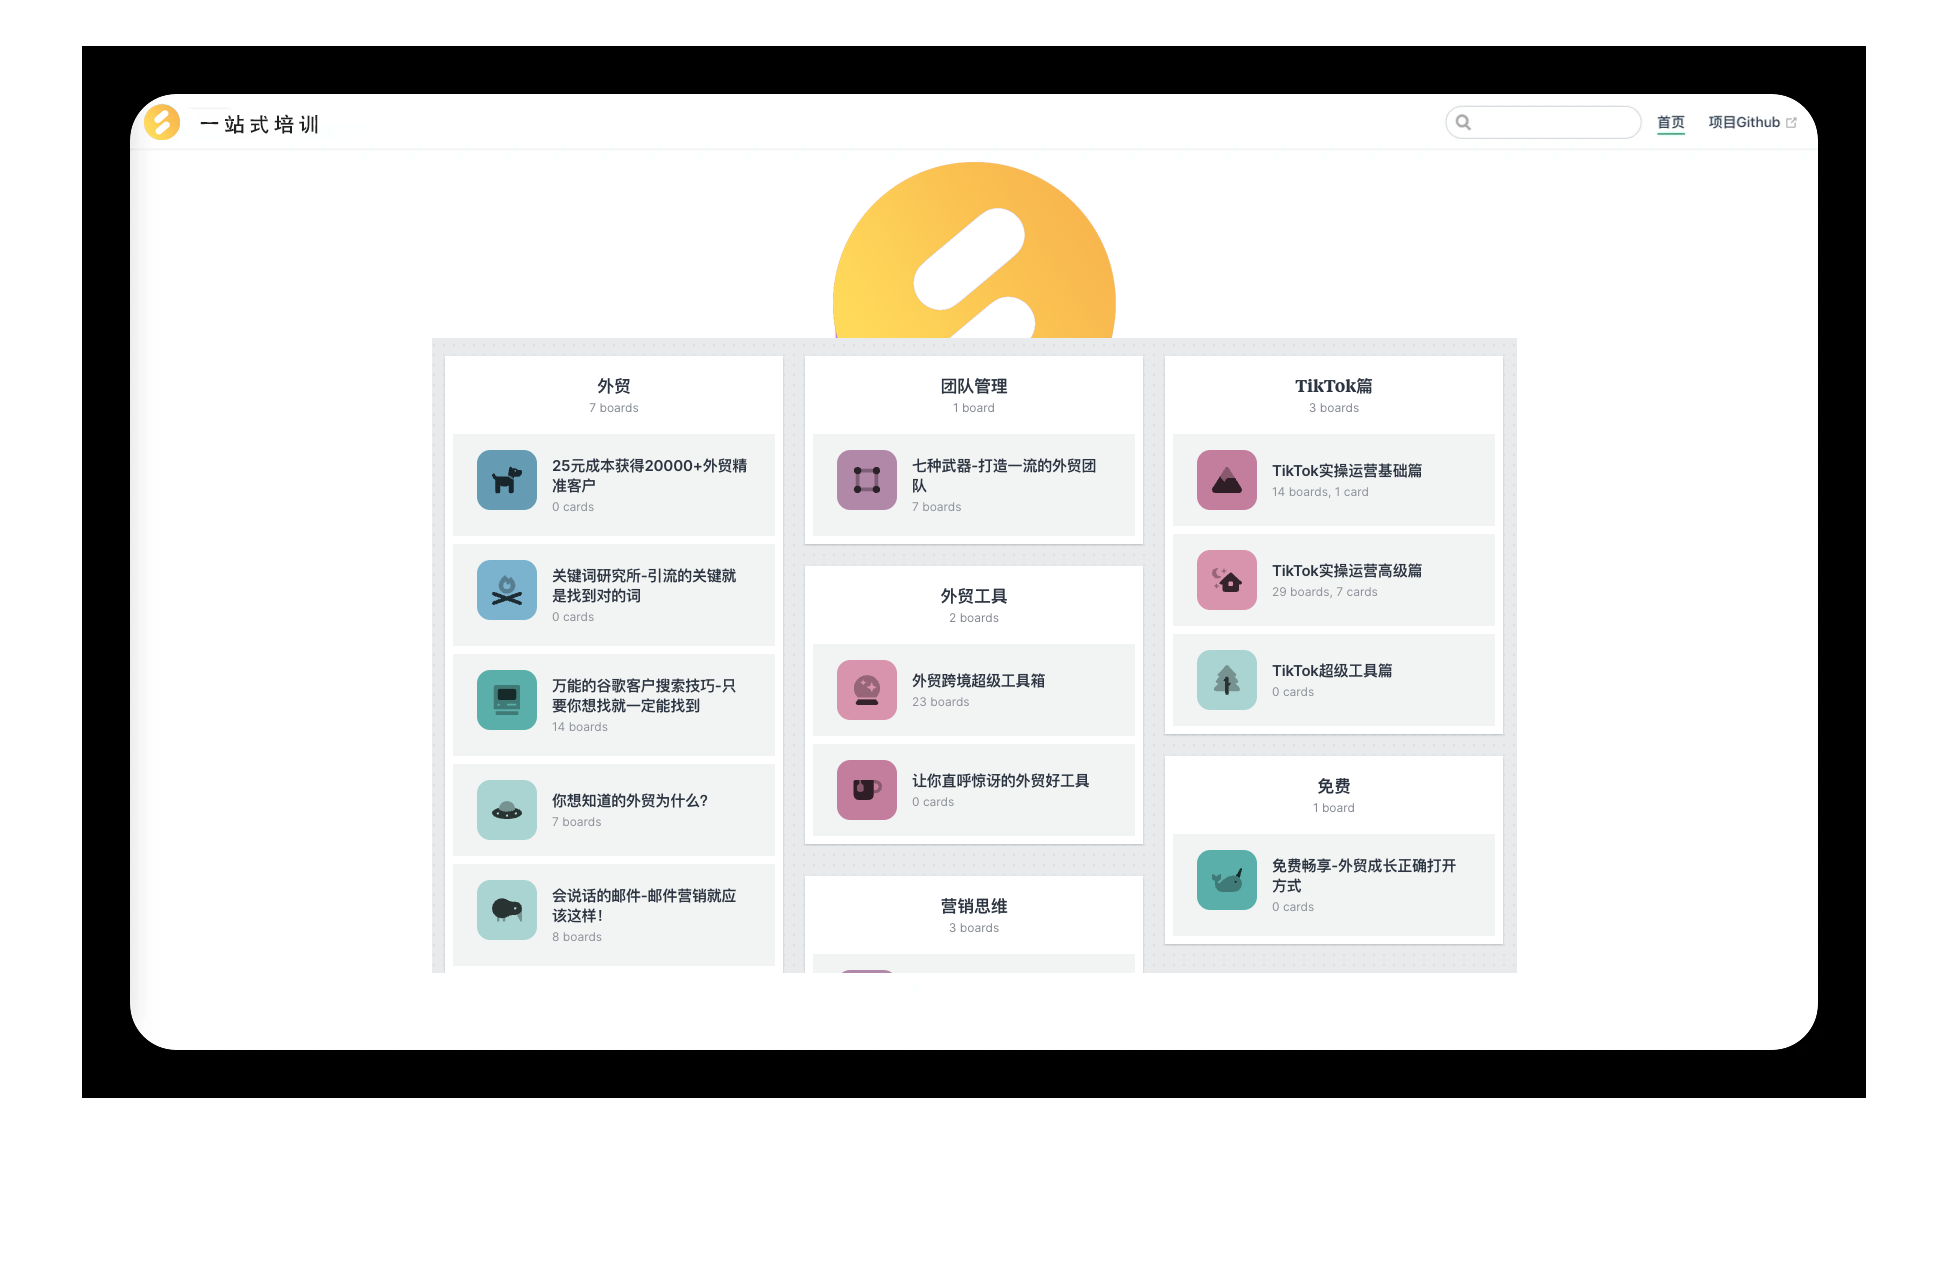 一站式培训
首页
项目Github
外贸
7 boards
25元成本获得20000+外贸精
准客户
0 cards
关键词研究所-引流的关键就
是找到对的词
0 cards
万能的谷歌客户搜索技巧-只
要你想找就一定能找到
14 boards
你想知道的外贸为什么?
7 boards
会说话的邮件-邮件营销就应
该这样!
8 boards
团队管理
1 board
七种武器-打造一流的外贸团
队
7 boards
外贸工具
2 boards
外贸跨境超级工具箱
23 boards
让你直呼惊讶的外贸好工具
0 cards
营销思维
3 boards
TikTok篇
3 boards
TikTok实操运营基础篇
14 boards, 1 card
TikTok实操运营高级篇
29 boards, 7 cards
TikTok超级工具篇
0 cards
免费
1 board
免费畅享-外贸成长正确打开
方式
0 cards